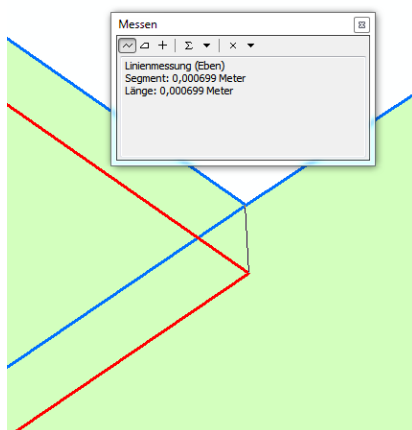 Messen
Linienmessung (Eben)
Segment: 0,000699 Meter
Länge: 0,000699 Meter